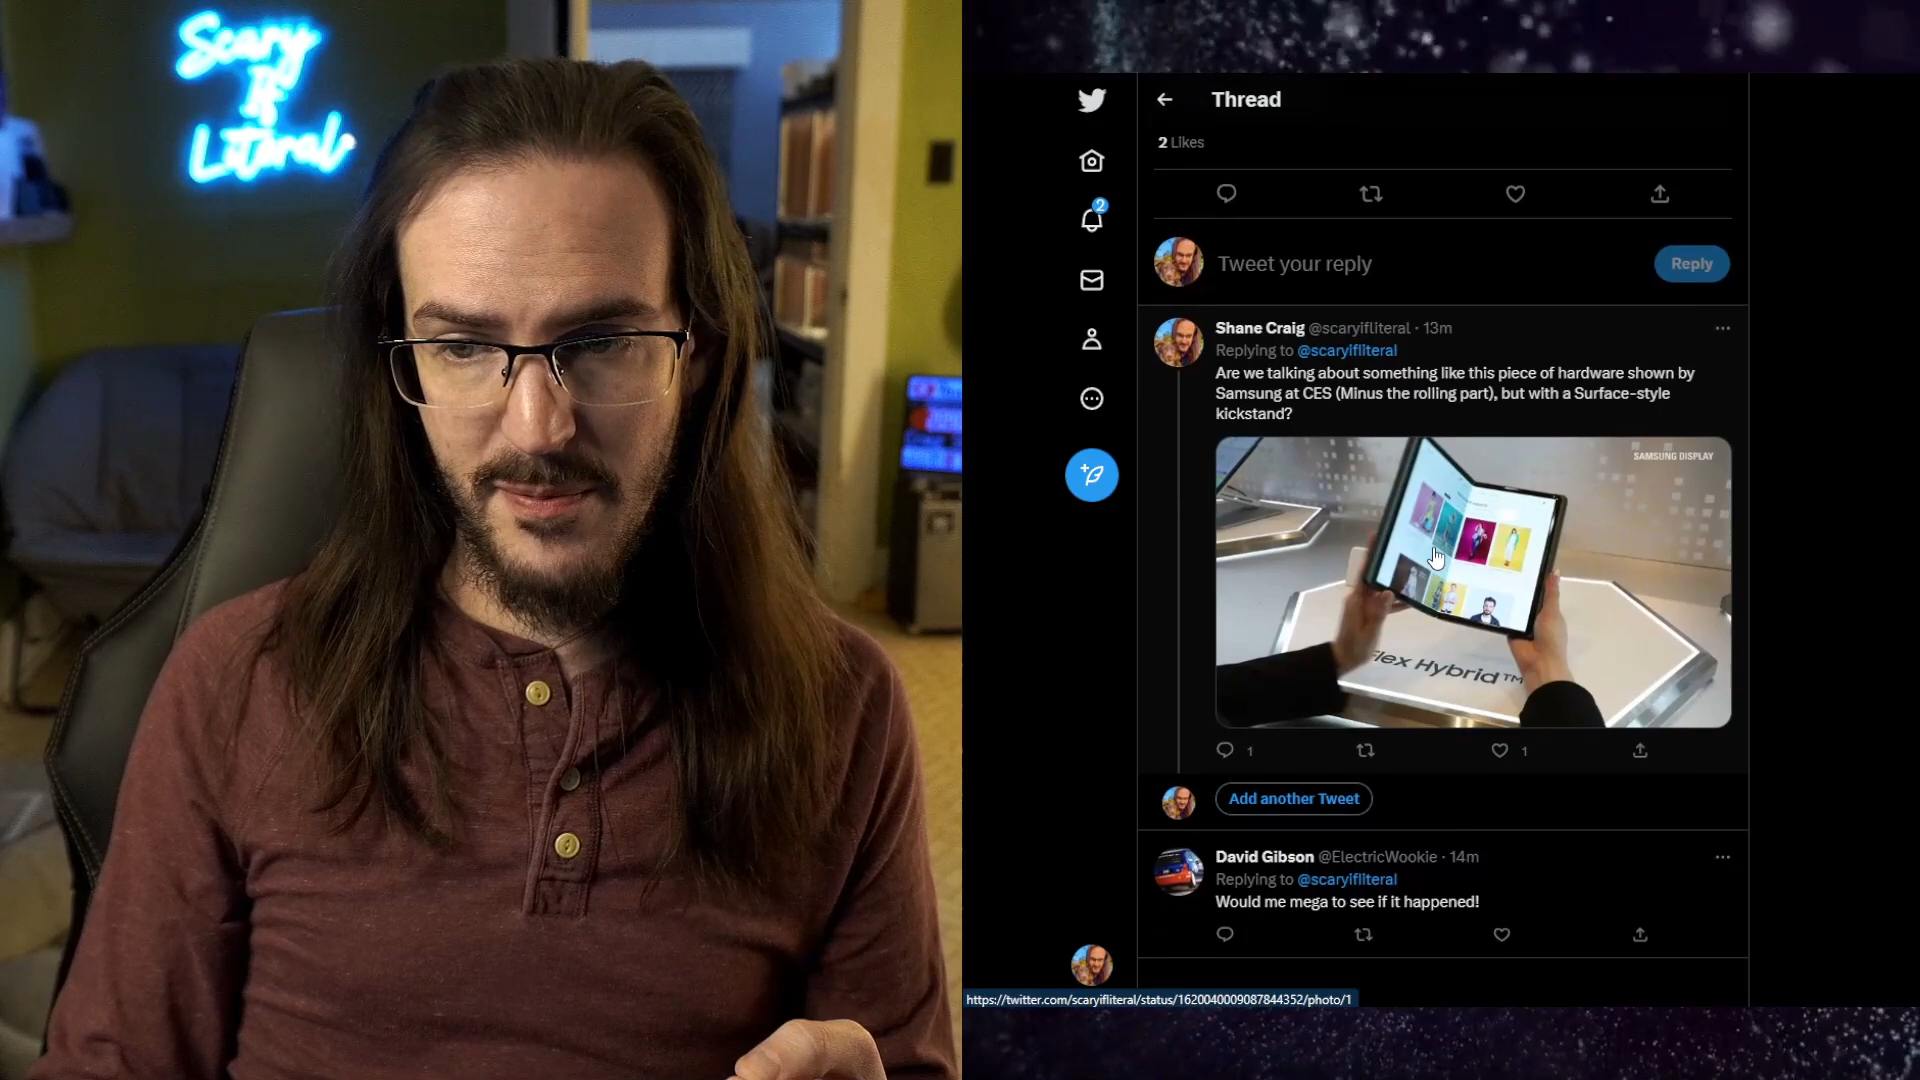 Scary
If
Literal
Thread
2 Likes
2
Tweet your reply
Reply
Shane Craig @scaryifliteral · 13m
Replying to @scaryifliteral
Are we talking about something like this piece of hardware shown by
Samsung at CES (Minus the rolling part), but with a Surface-style
kickstand?
SAMSUNG DISPLAY
Flex Hybrid™
1
1
Add another Tweet
David Gibson @ElectricWookie · 14m
Replying to @scaryifliteral
Would me mega to see if it happened!
https://twitter.com/scaryifliteral/status/1620040009087844352/photo/1